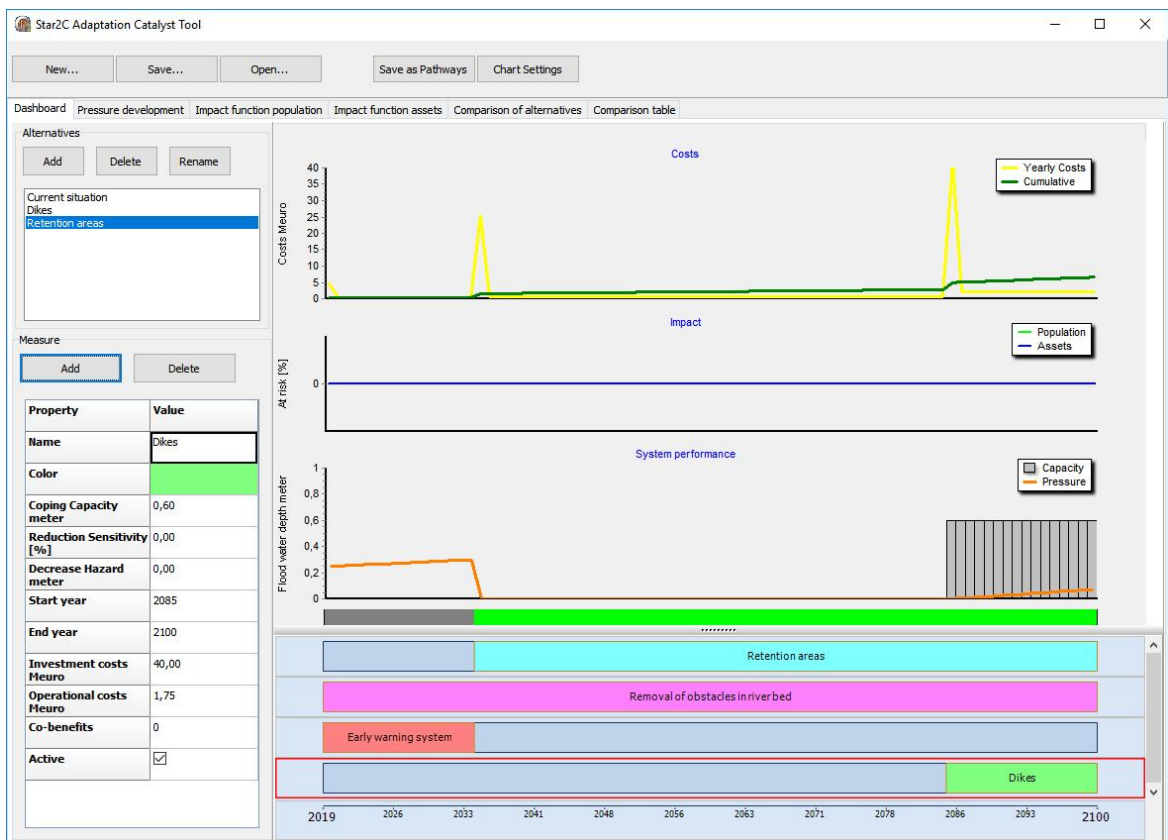 Star2C Adaptation Catalyst Tool
New... Save... Open... Save as Pathways Chart Settings
Dashboard Pressure development Impact function population Impact function assets Comparison of alternatives Comparison table
Alternatives
Add Delete Rename
Current situation
Dikes
Retention areas
Measure
Add Delete
Property Value
Name Dikes
Color
Coping Capacity
meter 0,60
Reduction Sensitivity
[%] 0,00
Decrease Hazard
meter 0,00
Start year 2085
End year 2100
Investment costs
Meuro 40,00
Operational costs
Meuro 1,75
Co-benefits 0
Active
Costs
Costs Meuro
40
35
30
25
20
15
10
5
0
Yearly Costs
Cumulative
Impact
At risk [%]
0
Population
Assets
System performance
Flood water depth meter
1
0,8
0,6
0,4
0,2
0
Capacity
Pressure
Retention areas
Removal of obstacles in river bed
Early warning system
Dikes
2019 2026 2033 2041 2048 2056 2063 2071 2078 2086 2093 2100